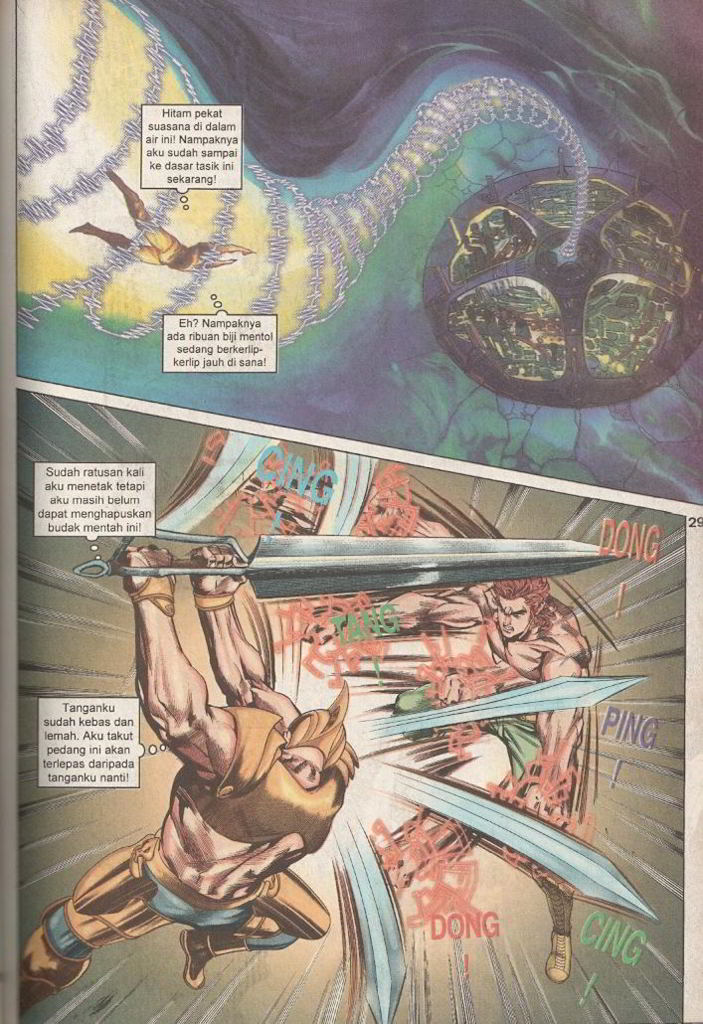 Hitam pekat
suasana di dalam
air ini! Nampaknya
aku sudah sampai
ke dasar tasik ini
sekarang!
Eh? Nampaknya
ada ribuan biji mentol
sedang berkerlip-
kerlip jauh di sana!
29
Sudah ratusan kali
aku menetak tetapi
aku masih belum
dapat menghapuskan
budak mentah ini!
CING
!
DONG
!
TANG
!
Tanganku
sudah kebas dan
lemah. Aku takut
pedang ini akan
terlepas daripada
tanganku nanti!
PING
!
DONG
!
CING
!